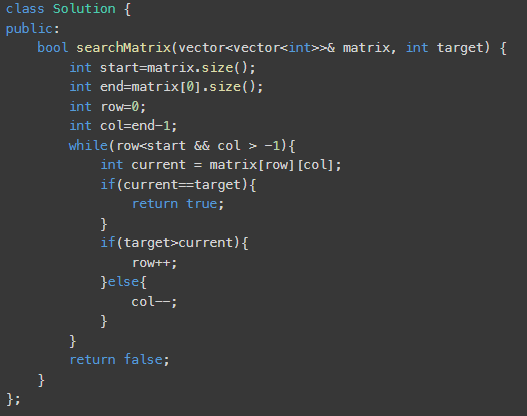 class Solution {
public:
    bool searchMatrix(vector<vector<int>>& matrix, int target) {
        int start=matrix.size();
        int end=matrix[0].size();
        int row=0;
        int col=end-1;
        while(row<start && col > -1){
            int current = matrix[row][col];
            if(current==target){
                return true;
            }
            if(target>current){
                row++;
            }else{
                col--;
            }
        }
        return false;
    }
};